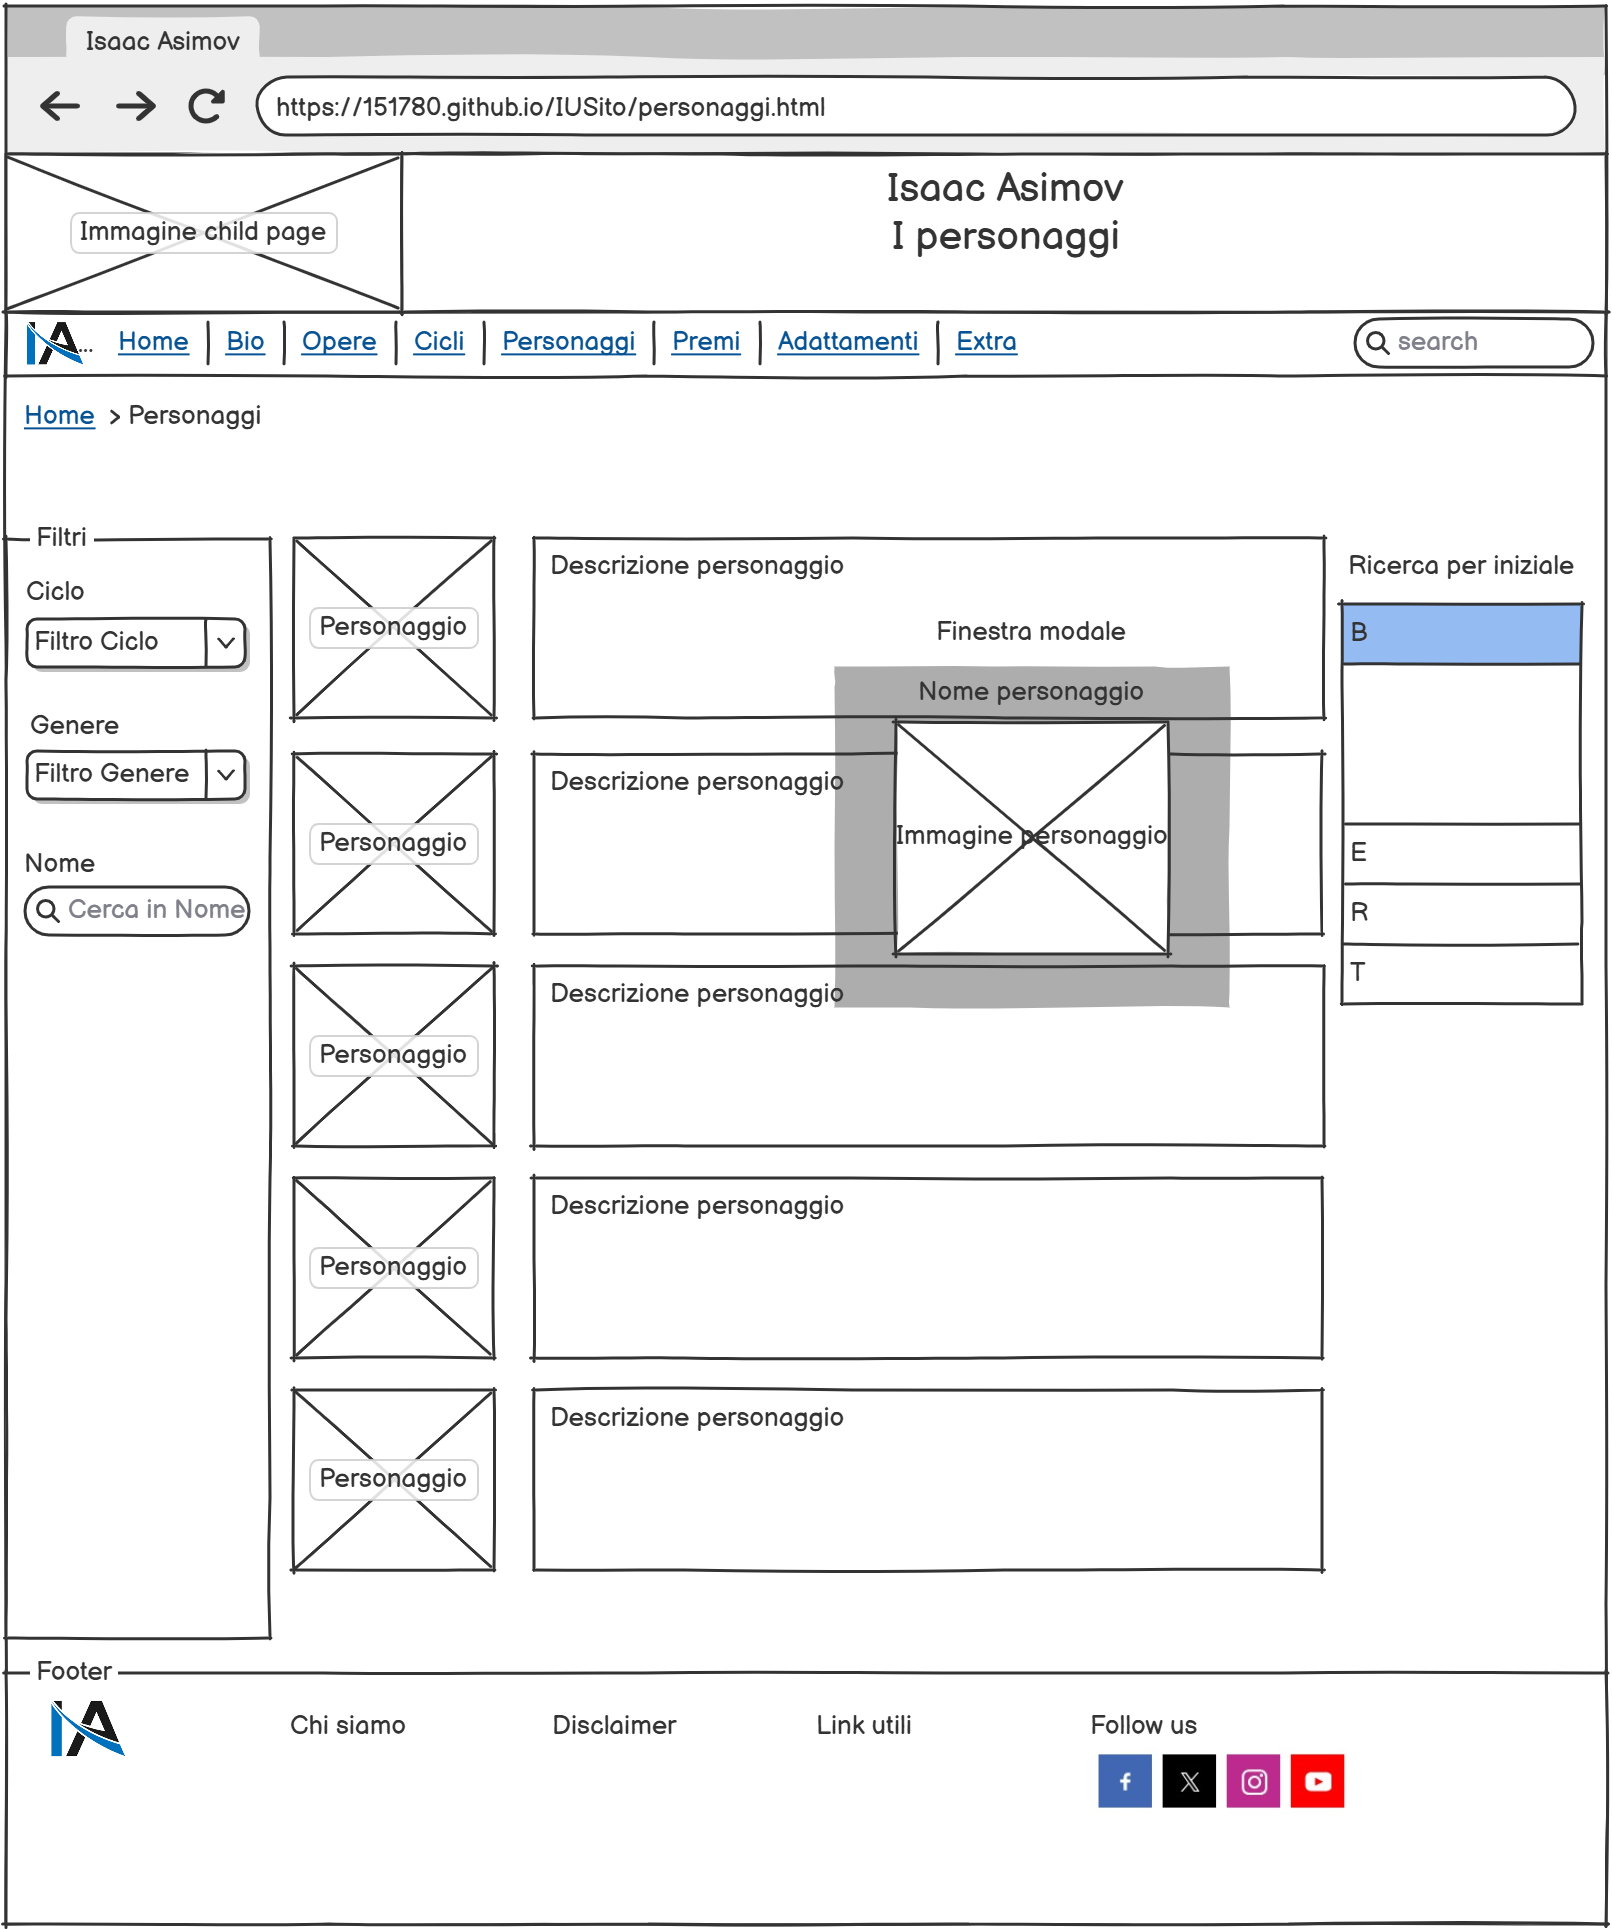 Isaac Asimov
https://151780.github.io/IUSito/personaggi.html
Immagine child page
Isaac Asimov
I personaggi
IA... Home Bio Opere Cicli Personaggi Premi Adattamenti Extra search
Home > Personaggi
Filtri
Ciclo
Filtro Ciclo
Genere
Filtro Genere
Nome
Cerca in Nome
Personaggio
Descrizione personaggio
Personaggio
Descrizione personaggio
Personaggio
Descrizione personaggio
Personaggio
Descrizione personaggio
Personaggio
Descrizione personaggio
Finestra modale
Nome personaggio
Immagine personaggio
Ricerca per iniziale
B
E
R
T
Footer
IA
Chi siamo
Disclaimer
Link utili
Follow us